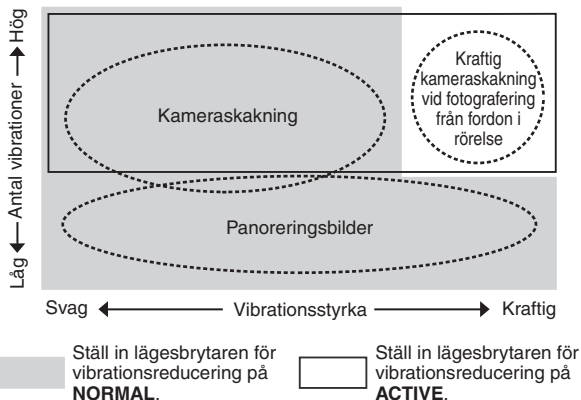 Hög
Antal vibrationer
Låg
Kameraskakning
Kraftig
kameraskakning
vid fotografering
från fordon i
rörelse
Panoreringsbilder
Svag
Vibrationsstyrka
Kraftig
Ställ in lägesbrytaren för
vibrationsreducering på
NORMAL.
Ställ in lägesbrytaren för
vibrationsreducering på
ACTIVE.